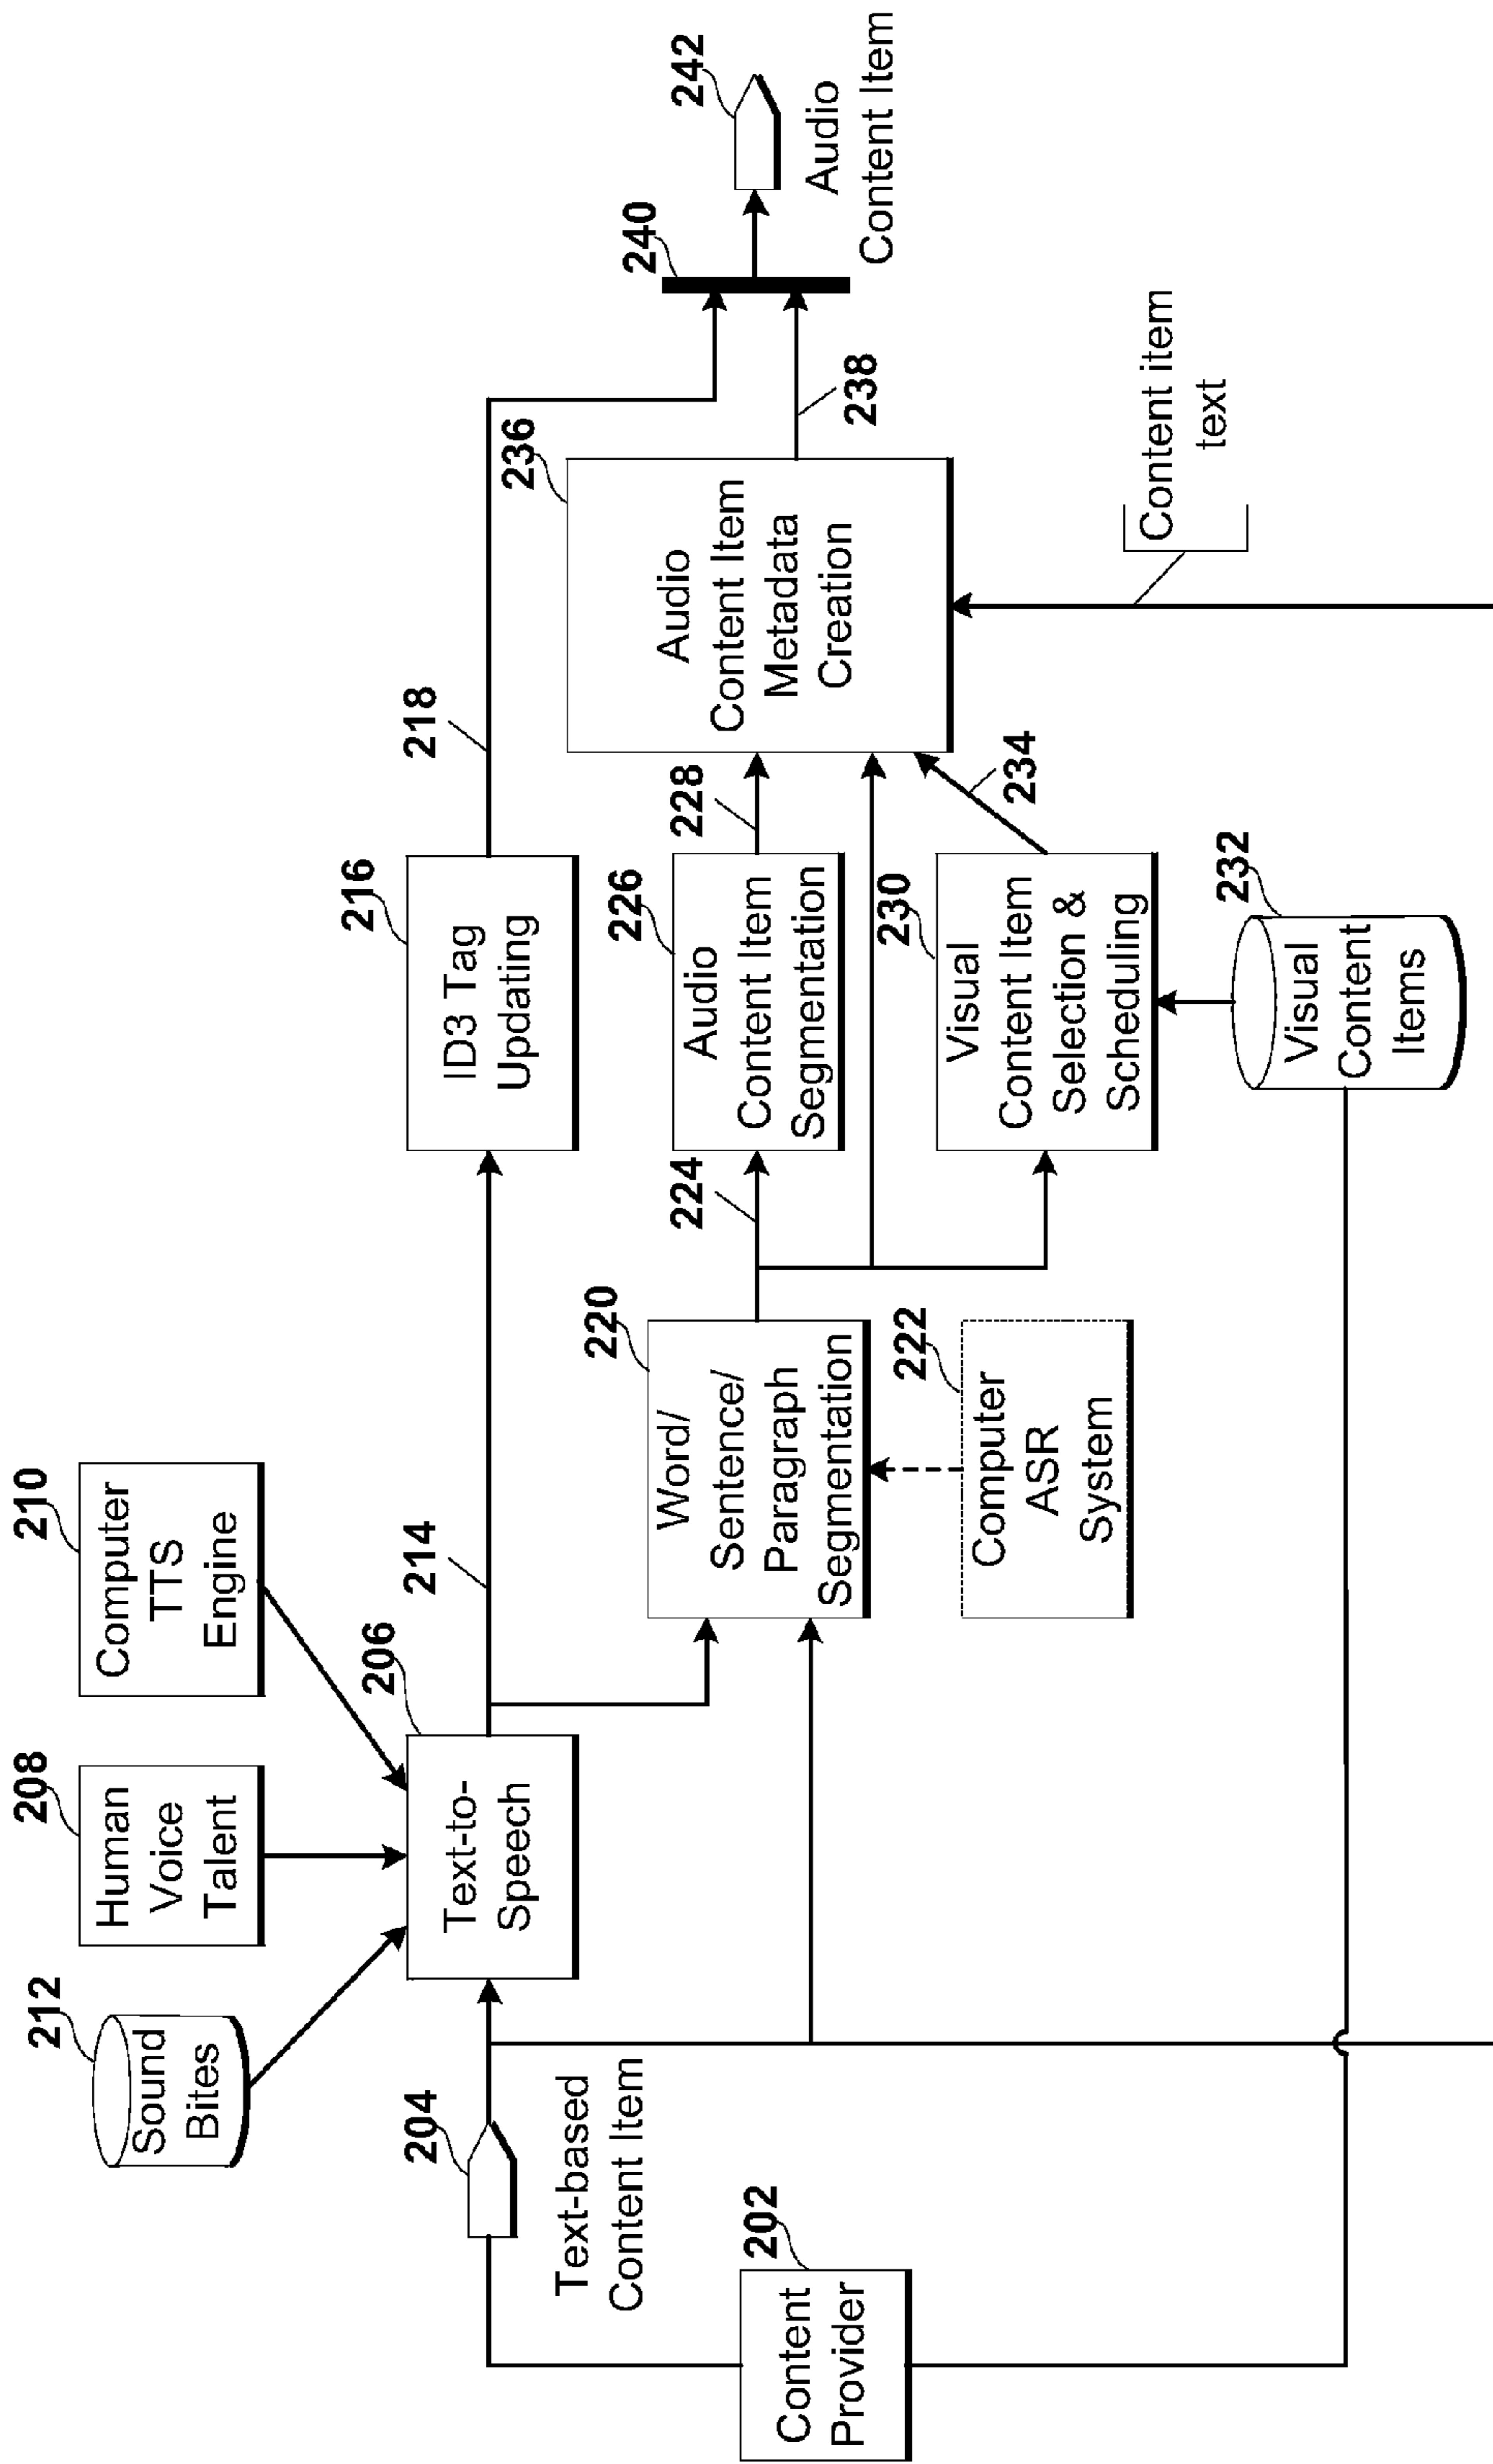 212
Sound
Bites
208
Human
Voice
Talent
210
Computer
TTS
Engine
204
Text-based
Content Item
206
Text-to-
Speech
214
216
ID3 Tag
Updating
218
202
Content
Provider
220
Word/
Sentence/
Paragraph
Segmentation
222
Computer
ASR
System
224
226
Audio
Content Item
Segmentation
228
230
Visual
Content Item
Selection &
Scheduling
232
Visual
Content
Items
234
236
Audio
Content Item
Metadata
Creation
238
240
242
Audio
Content Item
Content item
text